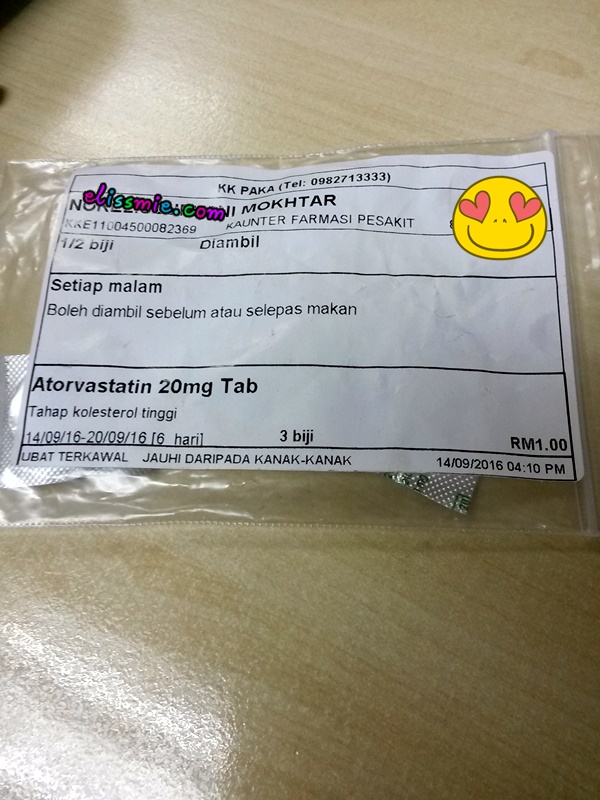 KK PAKA (Tel: 0982713333)
elissmie.com
MOKHTAR
KKE11004500082369 KAUNTER FARMASI PESAKIT
1/2 biji Diambil
Setiap malam
Boleh diambil sebelum atau selepas makan
Atorvastatin 20mg Tab
Tahap kolesterol tinggi
14/09/16-20/09/16 [6 hari] 3 biji RM1.00
UBAT TERKAWAL JAUHI DARIPADA KANAK-KANAK 14/09/2016 04:10 PM